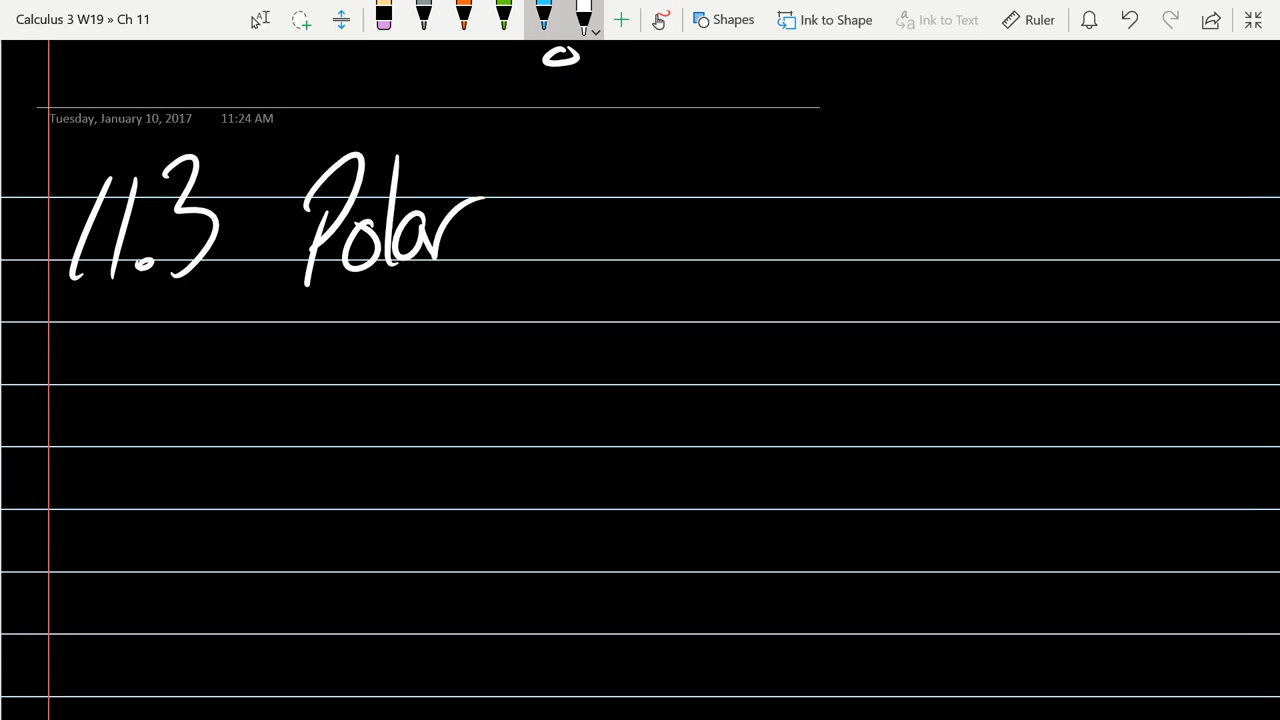 Calculus 3 W19 » Ch 11
Shapes
Ink to Shape
Ink to Text
Ruler
Tuesday, January 10, 2017 11:24 AM
11.3 Polar